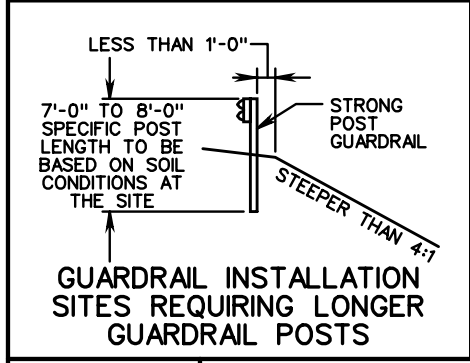 LESS THAN 1'-0"
7'-0" TO 8'-0"
SPECIFIC POST
LENGTH TO BE
BASED ON SOIL
CONDITIONS AT
THE SITE
STRONG
POST
GUARDRAIL
STEEPER THAN 4:1
GUARDRAIL INSTALLATION
SITES REQUIRING LONGER
GUARDRAIL POSTS